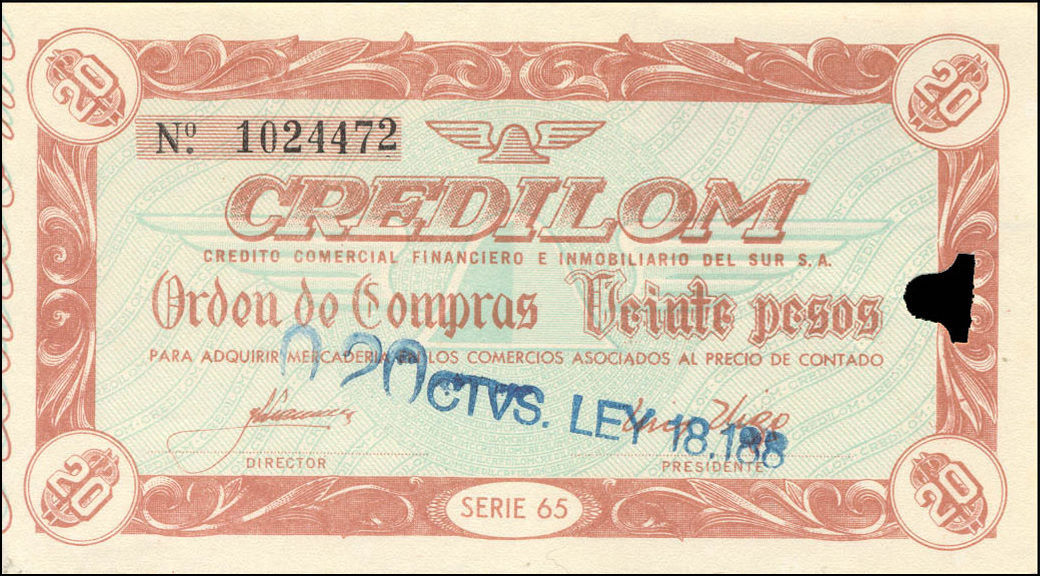 20 20
Nº 1024472
CREDILOM
CREDITO COMERCIAL FINANCIERO E INMOBILIARIO DEL SUR S.A.
Orden de Compras Veinte pesos
PARA ADQUIRIR MERCADERIA EN LOS COMERCIOS ASOCIADOS AL PRECIO DE CONTADO
0 20 CTVS. LEY 18.188
DIRECTOR PRESIDENTE
20 20
SERIE 65